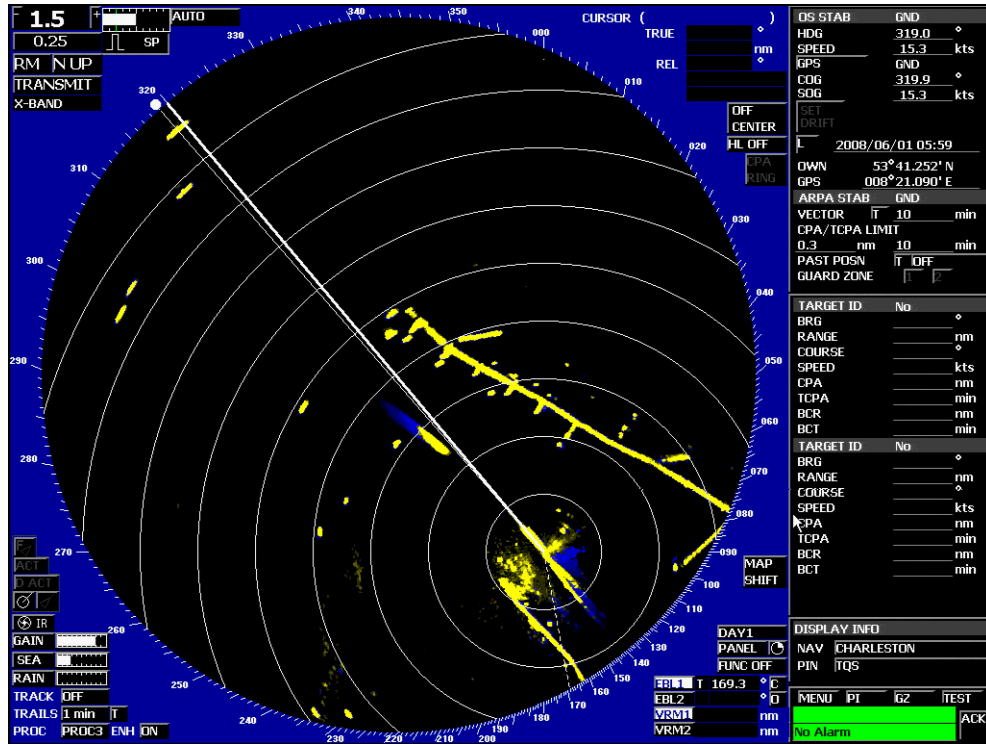 - 1.5 +
AUTO
0.25
SP
RM N UP
TRANSMIT
X-BAND
CURSOR ( )
TRUE °
nm
REL °
OFF
CENTER
HL OFF
CPA
RING
000
010
020
030
040
050
060
070
080
090
100
110
120
130
140
150
160
170
180
190
200
210
220
230
240
250
260
270
280
290
300
310
320
330
340
350
MAP
SHIFT
F
ACT
D ACT
IR
GAIN
SEA
RAIN
TRACK OFF
TRAILS 1 min T
PROC PROC3 ENH ON
DAY1
PANEL
FUNC OFF
EBL1 T 169.3 ° C
EBL2 ° O
VRM1 nm
VRM2 nm
OS STAB GND
HDG 319.0 °
SPEED 15.3 kts
GPS GND
COG 319.9 °
SOG 15.3 kts
SET
DRIFT
L 2008/06/01 05:59
OWN 53°41.252' N
GPS 008°21.090' E
ARPA STAB GND
VECTOR T 10 min
CPA/TCPA LIMIT
0.3 nm 10 min
PAST POSN T OFF
GUARD ZONE 1 2
TARGET ID No
BRG °
RANGE nm
COURSE °
SPEED kts
CPA nm
TCPA min
BCR nm
BCT min
TARGET ID No
BRG °
RANGE nm
COURSE °
SPEED kts
CPA nm
TCPA min
BCR nm
BCT min
DISPLAY INFO
NAV CHARLESTON
PIN TQS
MENU PI GZ TEST
ACK
No Alarm